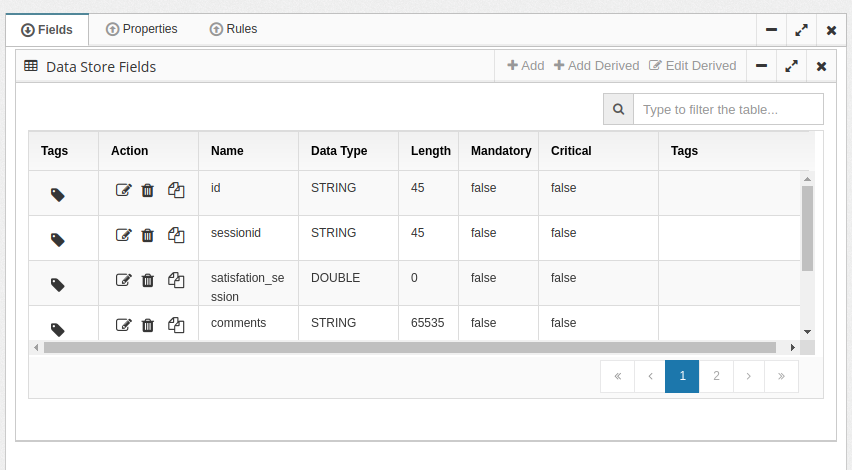 Fields Properties Rules
Data Store Fields Add Add Derived Edit Derived
Type to filter the table...
Tags Action Name Data Type Length Mandatory Critical Tags
id STRING 45 false false
sessionid STRING 45 false false
satisfation_se DOUBLE 0 false false
ssion
comments STRING 65535 false false
« ‹ 1 2 › »